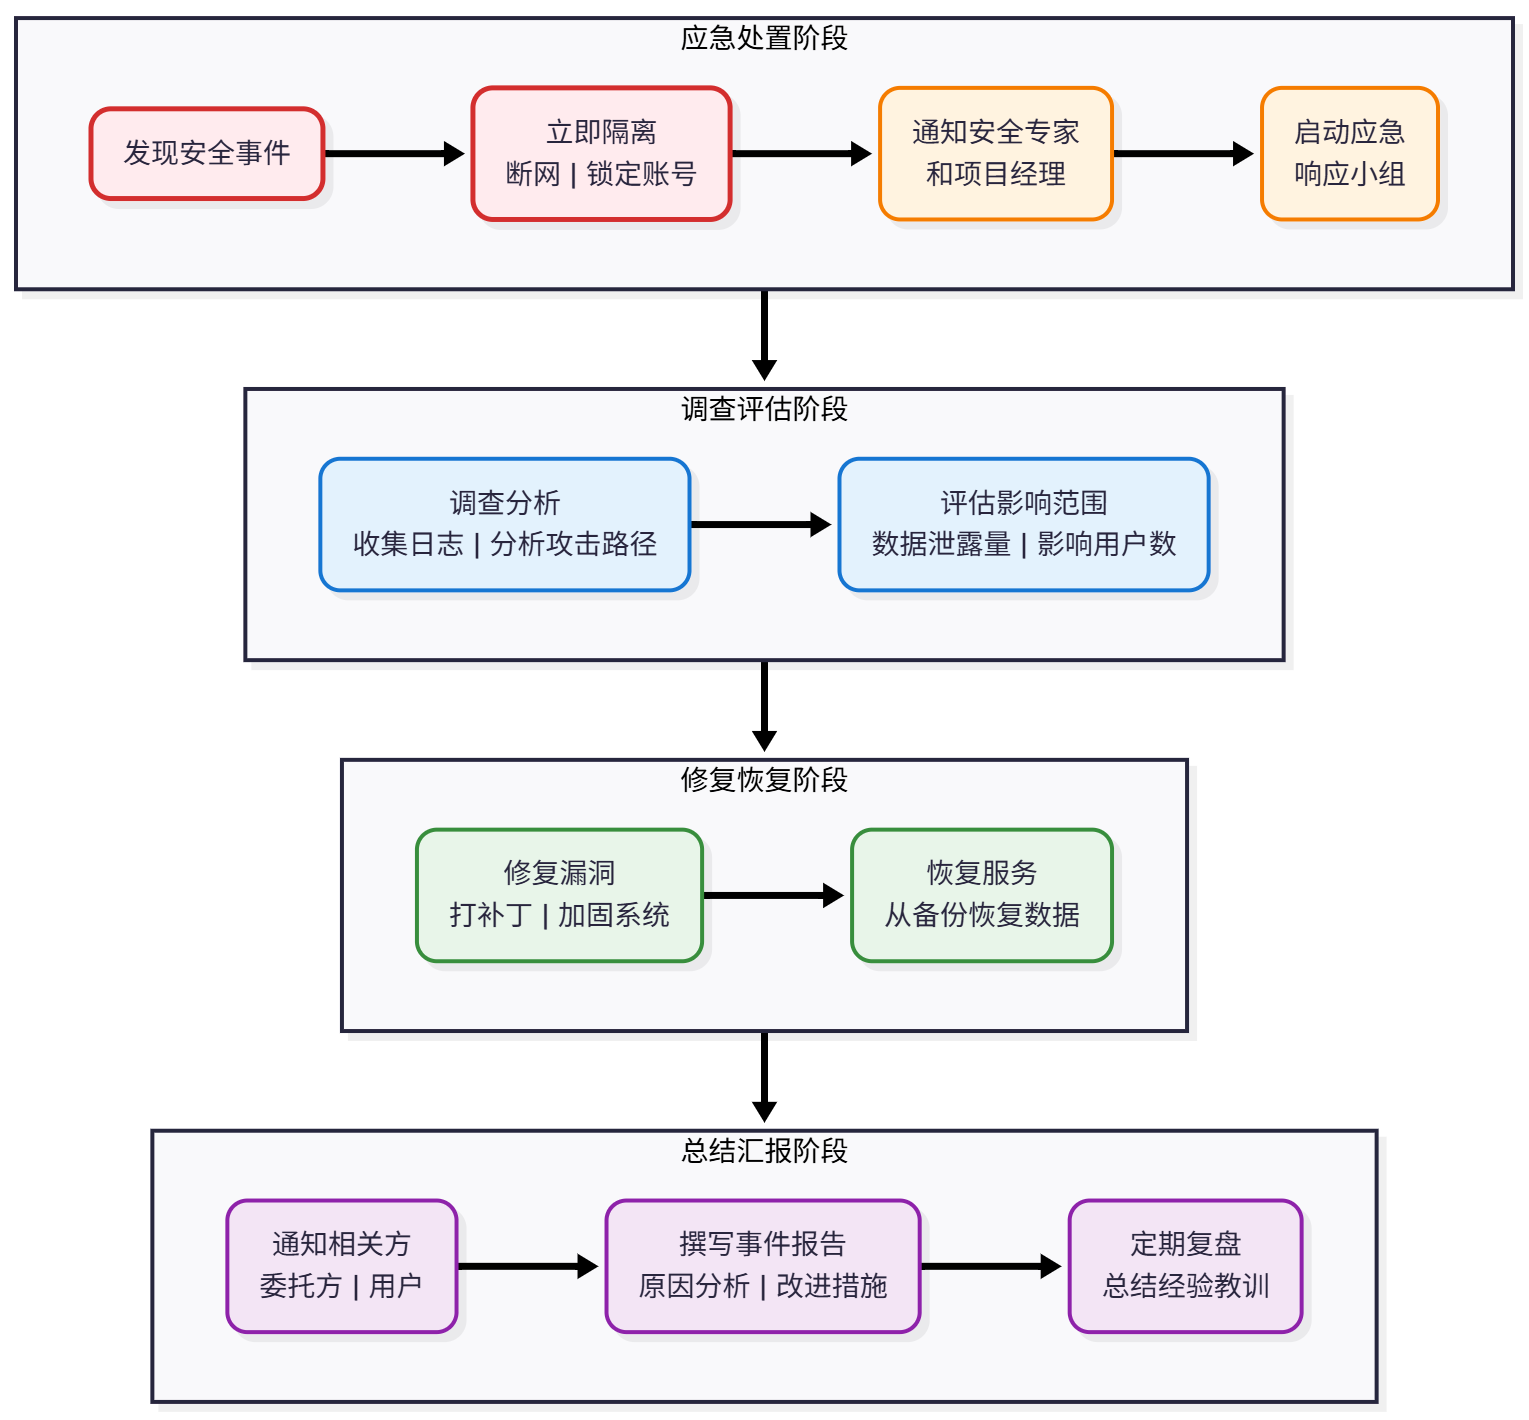 应急处置阶段
发现安全事件
立即隔离
断网 | 锁定账号
通知安全专家
和项目经理
启动应急
响应小组
调查评估阶段
调查分析
收集日志 | 分析攻击路径
评估影响范围
数据泄露量 | 影响用户数
修复恢复阶段
修复漏洞
打补丁 | 加固系统
恢复服务
从备份恢复数据
总结汇报阶段
通知相关方
委托方 | 用户
撰写事件报告
原因分析 | 改进措施
定期复盘
总结经验教训